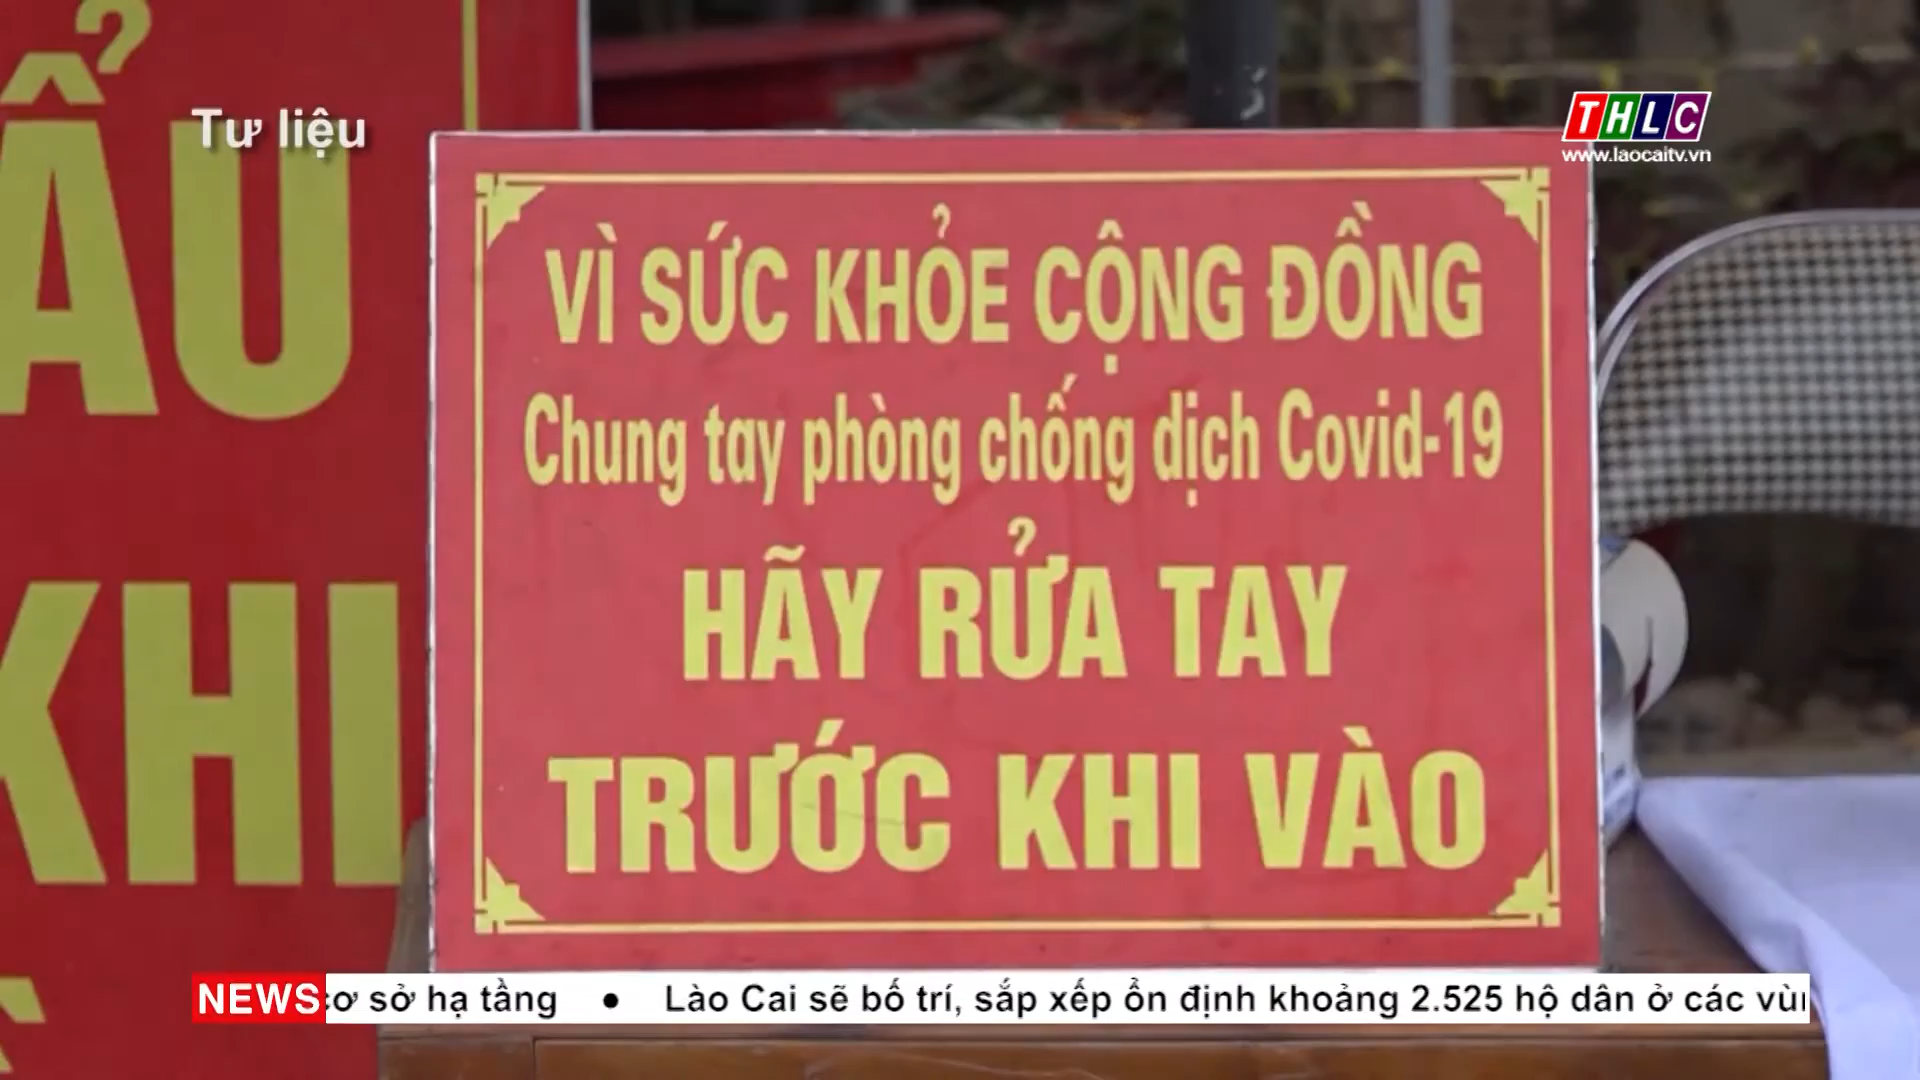 Tư liệu
THLC
www.laocaitv.vn
VÌ SỨC KHỎE CỘNG ĐỒNG
Chung tay phòng chống dịch Covid-19
HÃY RỬA TAY
TRƯỚC KHI VÀO
KHI
NEWS cơ sở hạ tầng ● Lào Cai sẽ bố trí, sắp xếp ổn định khoảng 2.525 hộ dân ở các